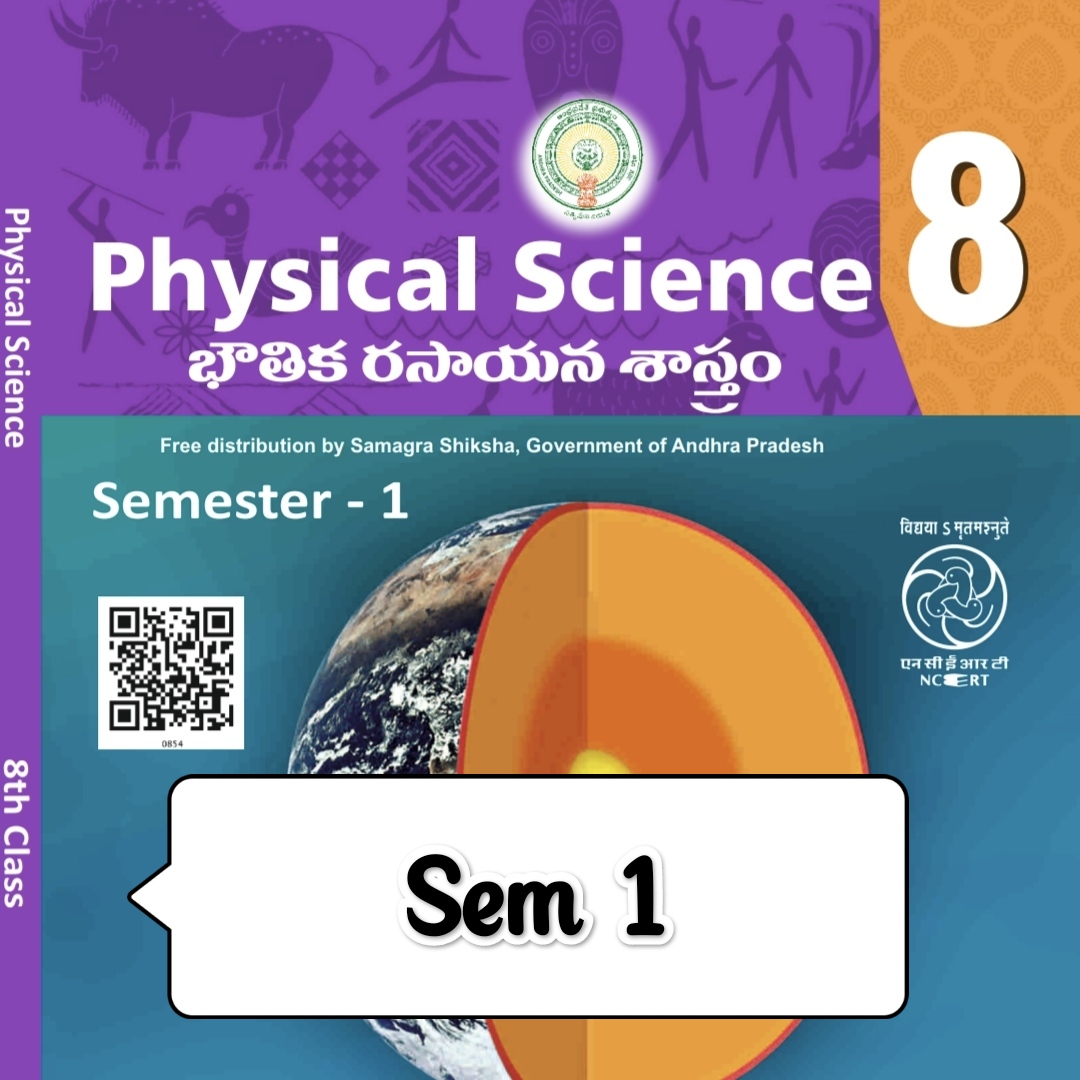 Physical Science
8
భౌతిక రసాయన శాస్త్రం
Physical Science
8th Class
Free distribution by Samagra Shiksha, Government of Andhra Pradesh
Semester - 1
विद्यया ऽ मृतमश्नुते
एन सी ई आर टी
NCERT
0854
Sem 1